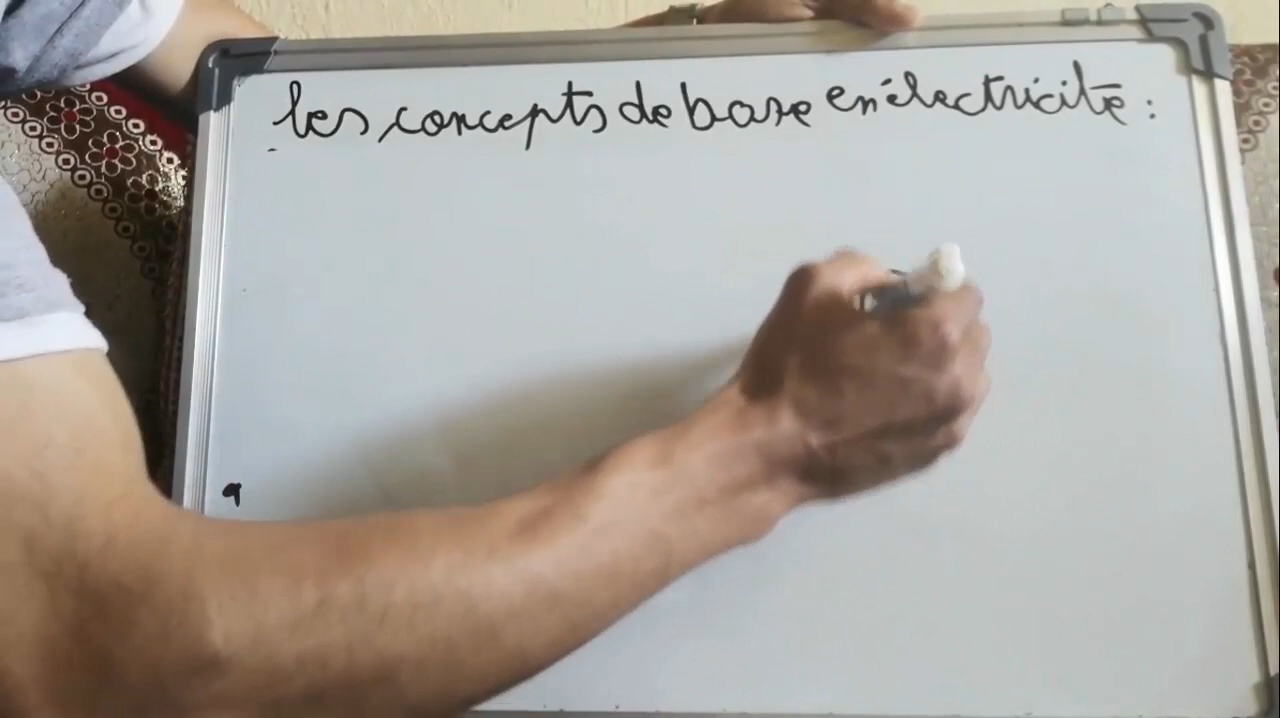 les concepts de base en électricité :